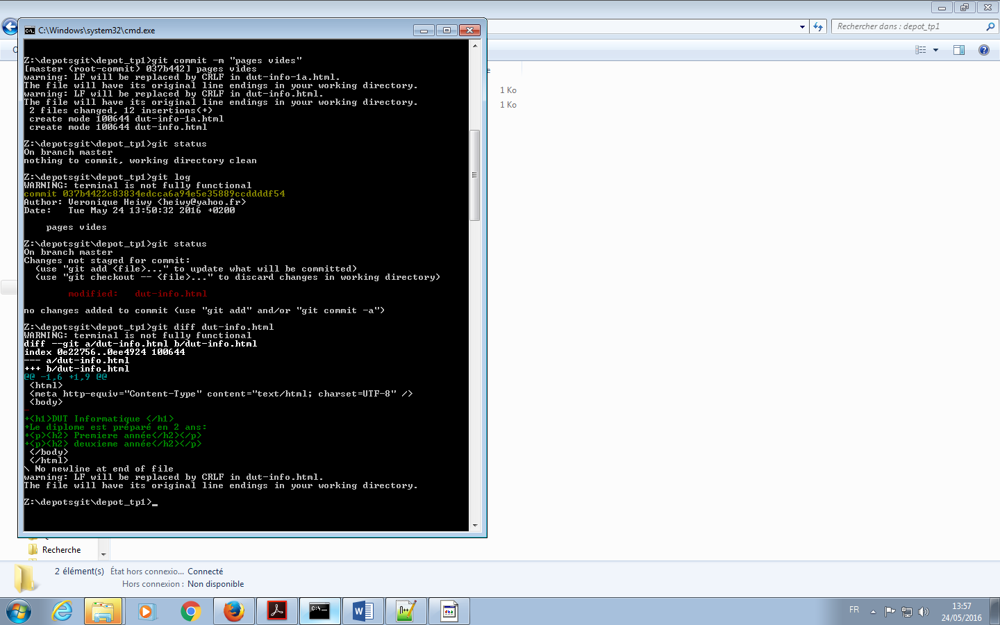 C:\Windows\system32\cmd.exe
Rechercher dans : depot_tp1
Z:\depotsgit\depot_tp1>git commit -m "pages vides"
[master (root-commit) 037b442] pages vides
warning: LF will be replaced by CRLF in dut-info-1a.html.
The file will have its original line endings in your working directory.
warning: LF will be replaced by CRLF in dut-info.html.
The file will have its original line endings in your working directory.
 2 files changed, 12 insertions(+)
 create mode 100644 dut-info-1a.html
 create mode 100644 dut-info.html
Z:\depotsgit\depot_tp1>git status
On branch master
nothing to commit, working directory clean
Z:\depotsgit\depot_tp1>git log
WARNING: terminal is not fully functional
commit 037b4422c83834edcca6a94e5e35889ccddddf54
Author: Veronique Heiwy <heiwy@yahoo.fr>
Date:   Tue May 24 13:50:32 2016 +0200
    pages vides
Z:\depotsgit\depot_tp1>git status
On branch master
Changes not staged for commit:
  (use "git add <file>..." to update what will be committed)
  (use "git checkout -- <file>..." to discard changes in working directory)
        modified:   dut-info.html
no changes added to commit (use "git add" and/or "git commit -a")
Z:\depotsgit\depot_tp1>git diff dut-info.html
WARNING: terminal is not fully functional
diff --git a/dut-info.html b/dut-info.html
index 0e22756..0ee4924 100644
--- a/dut-info.html
+++ b/dut-info.html
@@ -1,6 +1,9 @@
 <html>
 <meta http-equiv="Content-Type" content="text/html; charset=UTF-8" />
 <body>
-
+<h1>DUT Informatique </h1>
+Le diplome est préparé en 2 ans:
+<p><h2> Premiere année</h2></p>
+<p><h2> deuxieme année</h2></p>
 </body>
 </html>
\ No newline at end of file
warning: LF will be replaced by CRLF in dut-info.html.
The file will have its original line endings in your working directory.
Z:\depotsgit\depot_tp1>_
1 Ko
1 Ko
Recherche
2 élément(s) État hors connexio... Connecté
Hors connexion : Non disponible
FR
13:57
24/05/2016